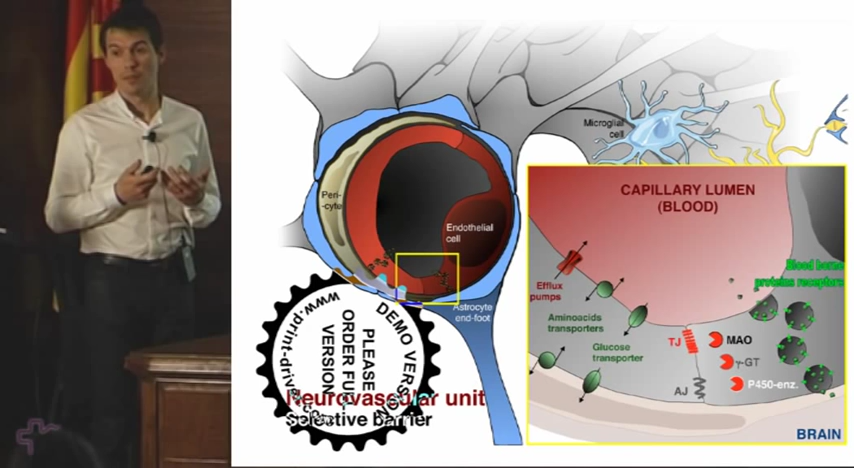 Microglial
cell
Peri-
-cyte
Endothelial
cell
Astrocyte
end-foot
CAPILLARY LUMEN
(BLOOD)
Blood borne
proteins receptors
Efflux
pumps
Aminoacids
transporters
Glucose
transporter
TJ
MAO
γ-GT
AJ
P450-enz.
BRAIN
DEMO VERSION
PLEASE
ORDER FULL
VERSION
www.print-driver.
Neurovascular unit
Selective barrier